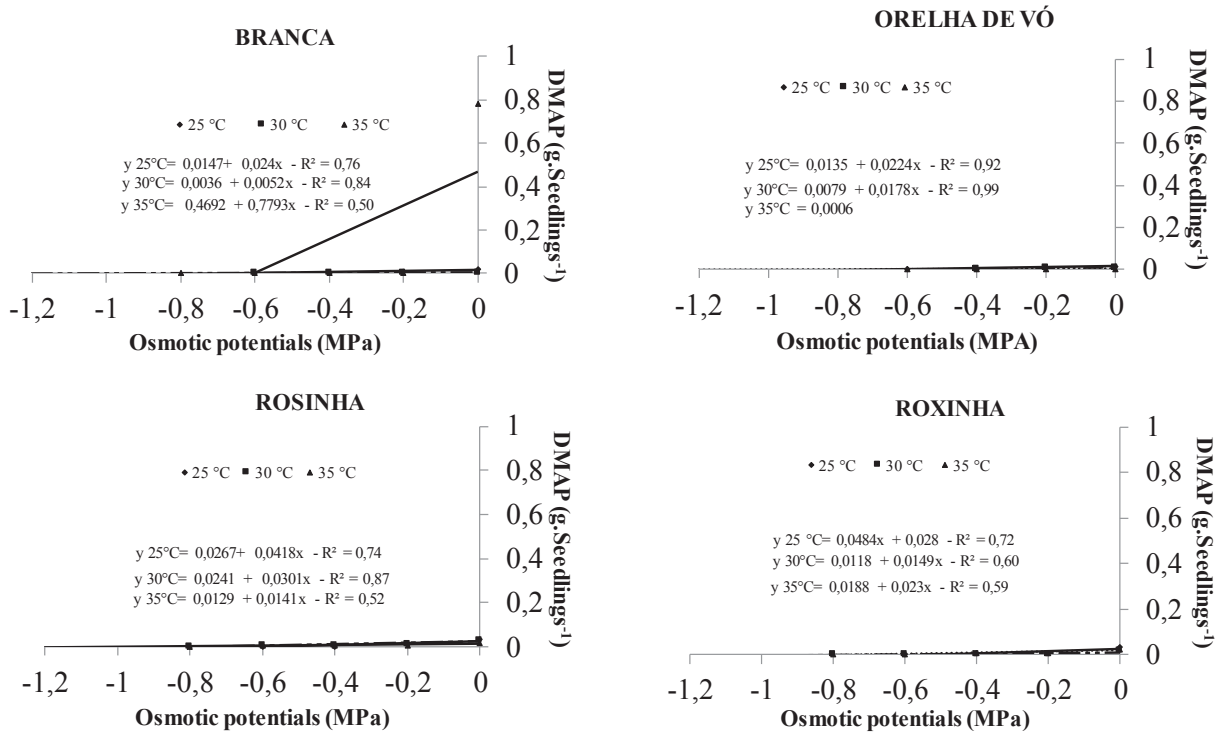 BRANCA
1
0,8
0,6
0,4
0,2
0
DMAP (g.Seedlings⁻¹)
25 °C 30 °C 35 °C
y 25°C= 0,0147+ 0,024x - R² = 0,76
y 30°C= 0,0036 + 0,0052x - R² = 0,84
y 35°C= 0,4692 + 0,7793x - R² = 0,50
-1,2 -1 -0,8 -0,6 -0,4 -0,2 0
Osmotic potentials (MPa)
ORELHA DE VÓ
1
0,8
0,6
0,4
0,2
0
DMAP (g.Seedlings⁻¹)
25 °C 30 °C 35 °C
y 25°C= 0,0135 + 0,0224x - R² = 0,92
y 30°C= 0,0079 + 0,0178x - R² = 0,99
y 35°C = 0,0006
-1,2 -1 -0,8 -0,6 -0,4 -0,2 0
Osmotic potentials (MPA)
ROSINHA
1
0,8
0,6
0,4
0,2
0
DMAP (g.Seedlings⁻¹)
25 °C 30 °C 35 °C
y 25°C= 0,0267+ 0,0418x - R² = 0,74
y 30°C= 0,0241 + 0,0301x - R² = 0,87
y 35°C= 0,0129 + 0,0141x - R² = 0,52
-1,2 -1 -0,8 -0,6 -0,4 -0,2 0
Osmotic potentials (MPa)
ROXINHA
1
0,8
0,6
0,4
0,2
0
DMAP (g.Seedlings⁻¹)
25 °C 30 °C 35 °C
y 25 °C= 0,0484x + 0,028 - R² = 0,72
y 30°C= 0,0118 + 0,0149x - R² = 0,60
y 35°C= 0,0188 + 0,023x - R² = 0,59
-1,2 -1 -0,8 -0,6 -0,4 -0,2 0
Osmotic potentials (MPa)